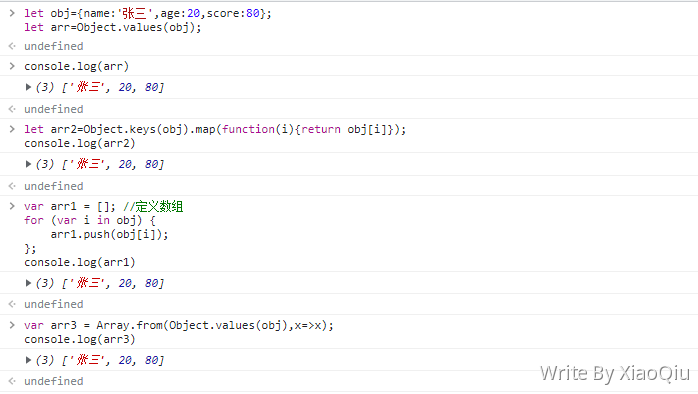 let obj={name:'张三',age:20,score:80};
let arr=Object.values(obj);
undefined
console.log(arr)
(3) ['张三', 20, 80]
undefined
let arr2=Object.keys(obj).map(function(i){return obj[i]});
console.log(arr2)
(3) ['张三', 20, 80]
undefined
var arr1 = []; //定义数组
for (var i in obj) {
    arr1.push(obj[i]);
};
console.log(arr1)
(3) ['张三', 20, 80]
undefined
var arr3 = Array.from(Object.values(obj),x=>x);
console.log(arr3)
(3) ['张三', 20, 80]
undefined
Write By XiaoQiu